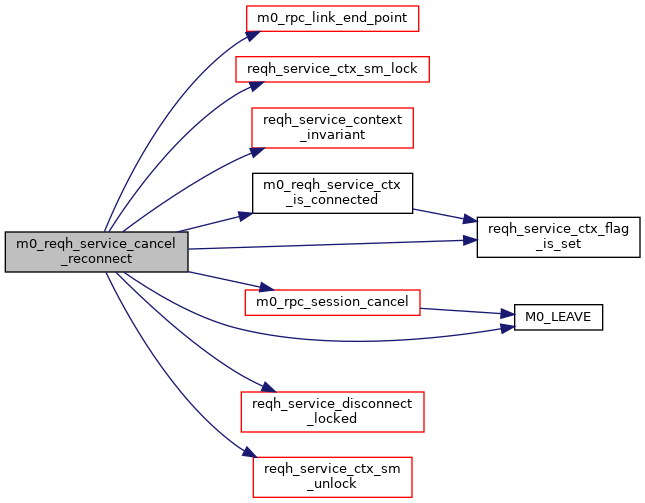 m0_rpc_link_end_point
reqh_service_ctx_sm_lock
reqh_service_context
_invariant
m0_reqh_service_ctx
_is_connected
reqh_service_ctx_flag
_is_set
m0_reqh_service_cancel
_reconnect
m0_rpc_session_cancel
M0_LEAVE
reqh_service_disconnect
_locked
reqh_service_ctx_sm
_unlock